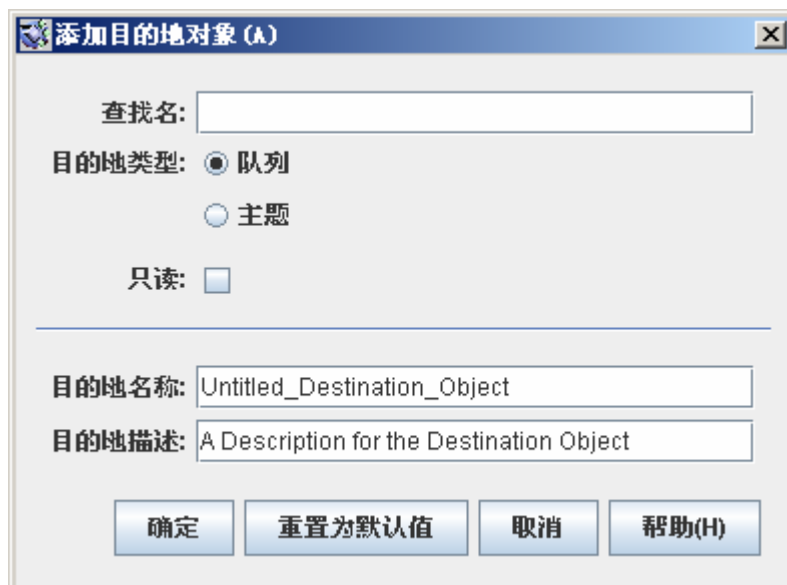 添加目的地对象(A)
查找名:
目的地类型: 队列
主题
只读:
目的地名称: Untitled_Destination_Object
目的地描述: A Description for the Destination Object
确定 重置为默认值 取消 帮助(H)